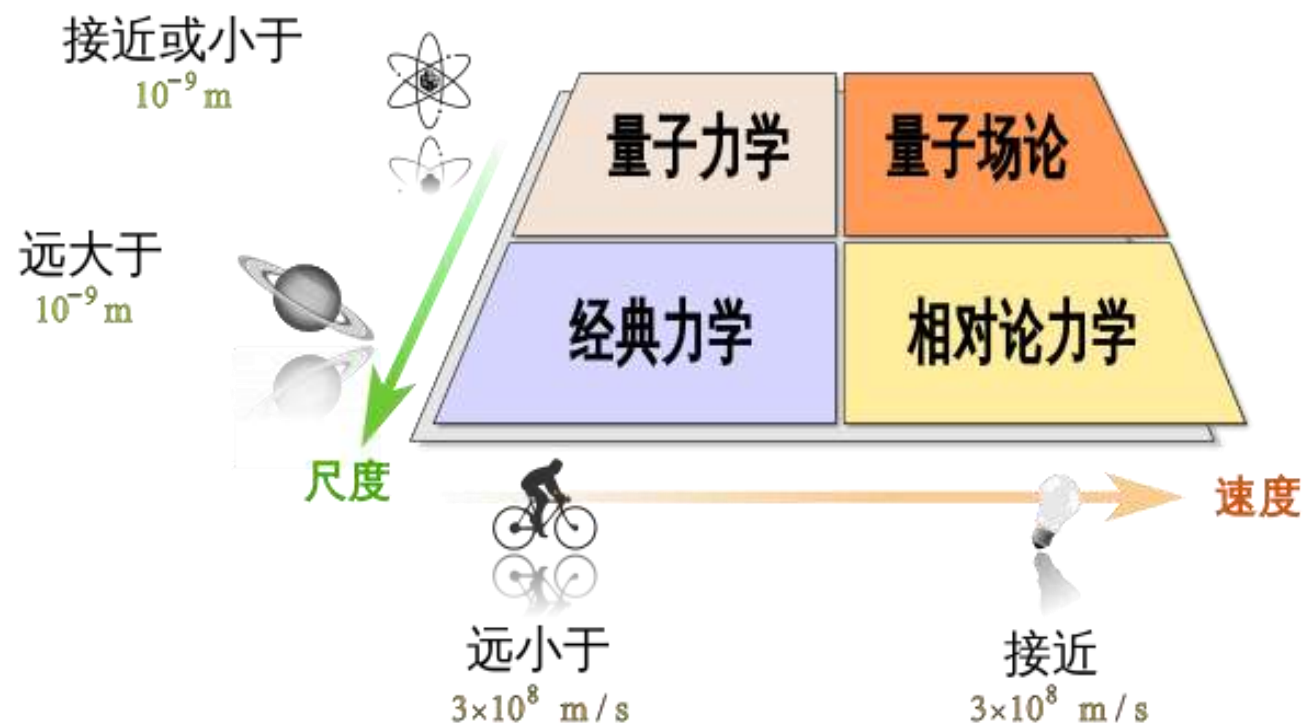 接近或小于
10⁻⁹ m
量子力学
量子场论
远大于
10⁻⁹ m
经典力学
相对论力学
尺度
速度
远小于
3×10⁸ m / s
接近
3×10⁸ m / s